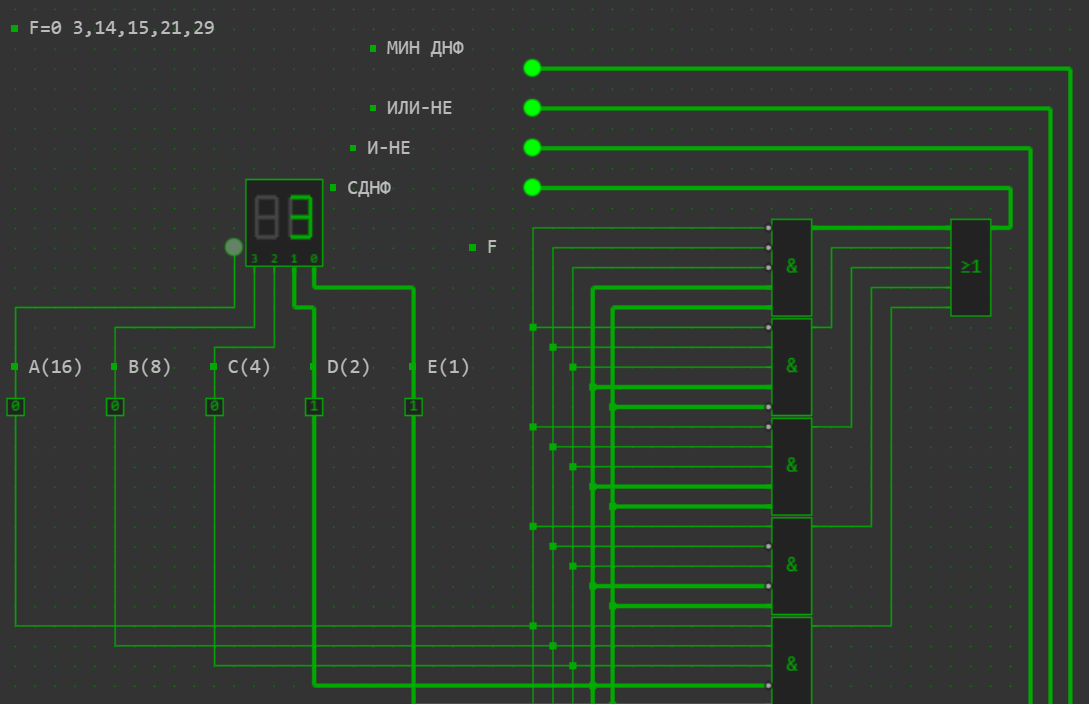 F=0 3,14,15,21,29
МИН ДНФ
ИЛИ-НЕ
И-НЕ
СДНФ
3
3 2 1 0
F
A(16) B(8) C(4) D(2) E(1)
0 0 0 1 1
&
≥1
&
&
&
&